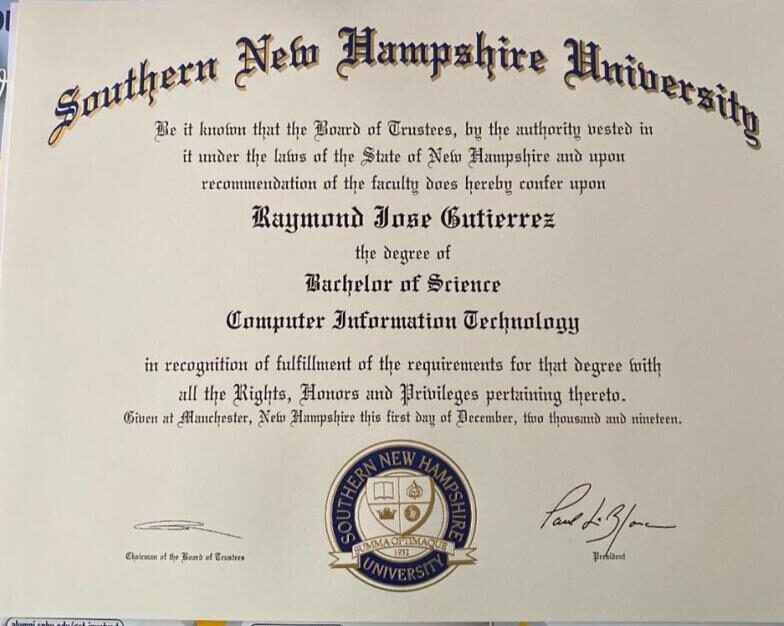 Southern New Hampshire University
Be it known that the Board of Trustees, by the authority vested in
it under the laws of the State of New Hampshire and upon
recommendation of the faculty does hereby confer upon
Raymond Jose Gutierrez
the degree of
Bachelor of Science
Computer Information Technology
in recognition of fulfillment of the requirements for that degree with
all the Rights, Honors and Privileges pertaining thereto.
Given at Manchester, New Hampshire this first day of December, two thousand and nineteen.
SOUTHERN NEW HAMPSHIRE
SUMMA OPTIMAQUE
1932
UNIVERSITY
Chairman of the Board of Trustees
President